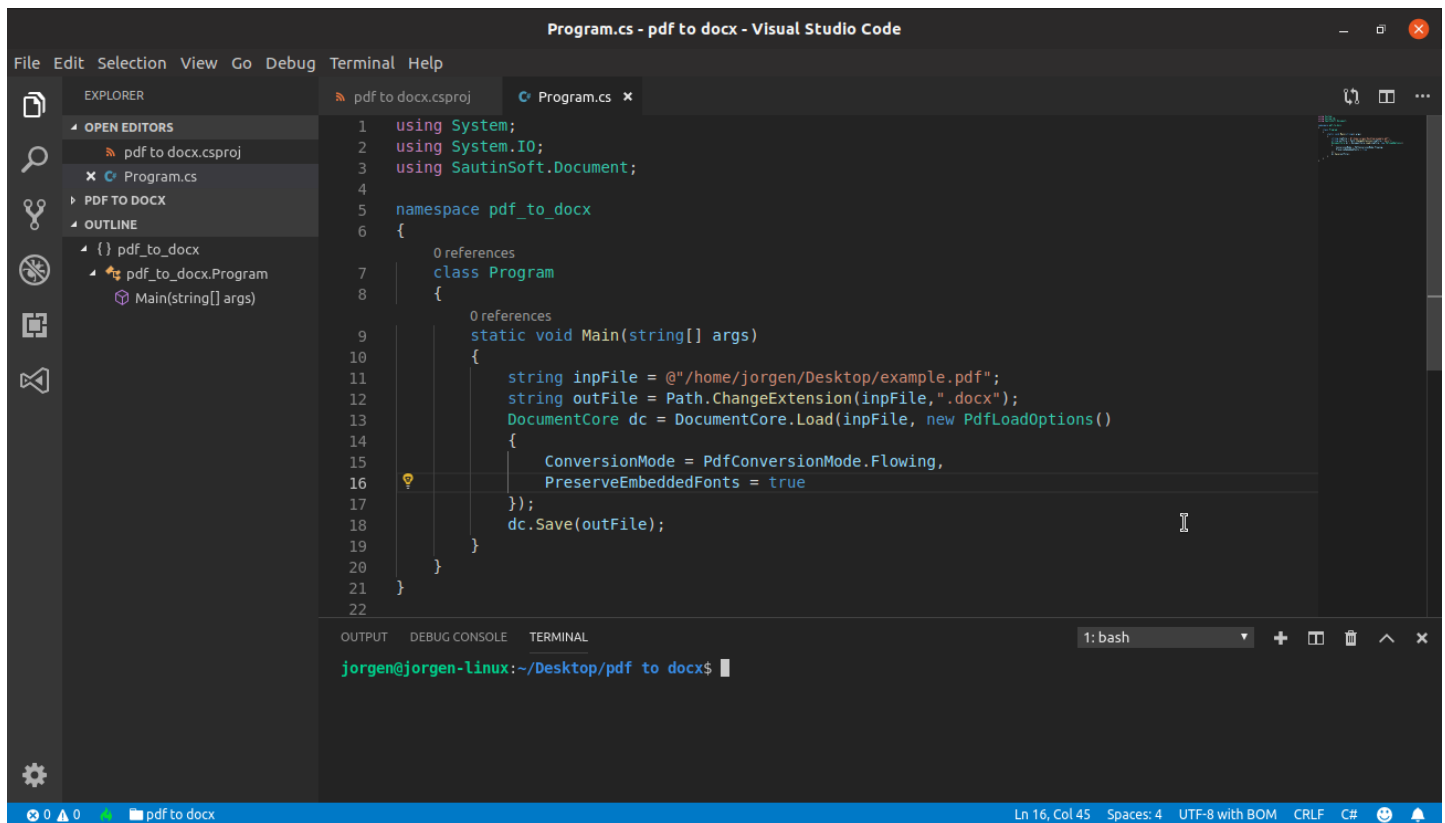 Program.cs - pdf to docx - Visual Studio Code
File Edit Selection View Go Debug Terminal Help
EXPLORER
OPEN EDITORS
pdf to docx.csproj
Program.cs
PDF TO DOCX
OUTLINE
{} pdf_to_docx
pdf_to_docx.Program
Main(string[] args)
pdf to docx.csproj Program.cs
1 using System;
2 using System.IO;
3 using SautinSoft.Document;
4
5 namespace pdf_to_docx
6 {
0 references
7 class Program
8 {
0 references
9 static void Main(string[] args)
10 {
11 string inpFile = @"/home/jorgen/Desktop/example.pdf";
12 string outFile = Path.ChangeExtension(inpFile,".docx");
13 DocumentCore dc = DocumentCore.Load(inpFile, new PdfLoadOptions()
14 {
15 ConversionMode = PdfConversionMode.Flowing,
16 PreserveEmbeddedFonts = true
17 });
18 dc.Save(outFile);
19 }
20 }
21 }
22
OUTPUT DEBUG CONSOLE TERMINAL 1: bash
jorgen@jorgen-linux:~/Desktop/pdf to docx$
0 0 pdf to docx Ln 16, Col 45 Spaces: 4 UTF-8 with BOM CRLF C#